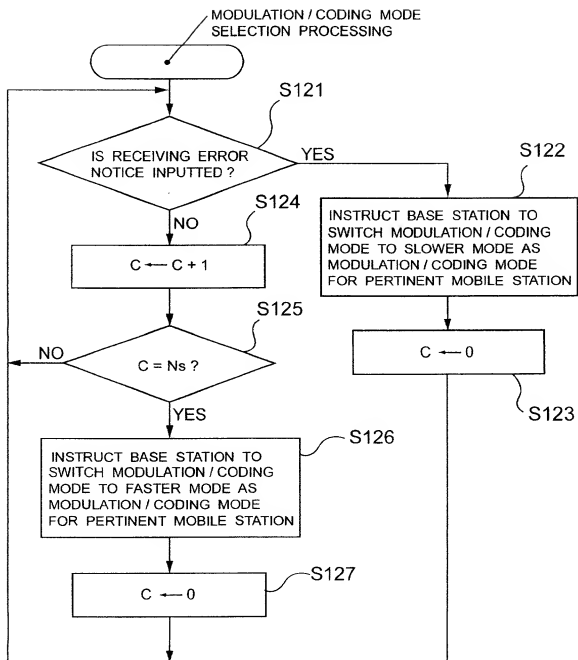 MODULATION / CODING MODE
SELECTION PROCESSING
S121
IS RECEIVING ERROR
NOTICE INPUTTED ?
YES
NO
S122
INSTRUCT BASE STATION TO
SWITCH MODULATION / CODING
MODE TO SLOWER MODE AS
MODULATION / CODING MODE
FOR PERTINENT MOBILE STATION
S124
C ← C + 1
S125
C = Ns ?
NO
YES
C ← 0
S123
S126
INSTRUCT BASE STATION TO
SWITCH MODULATION / CODING
MODE TO FASTER MODE AS
MODULATION / CODING MODE
FOR PERTINENT MOBILE STATION
S127
C ← 0